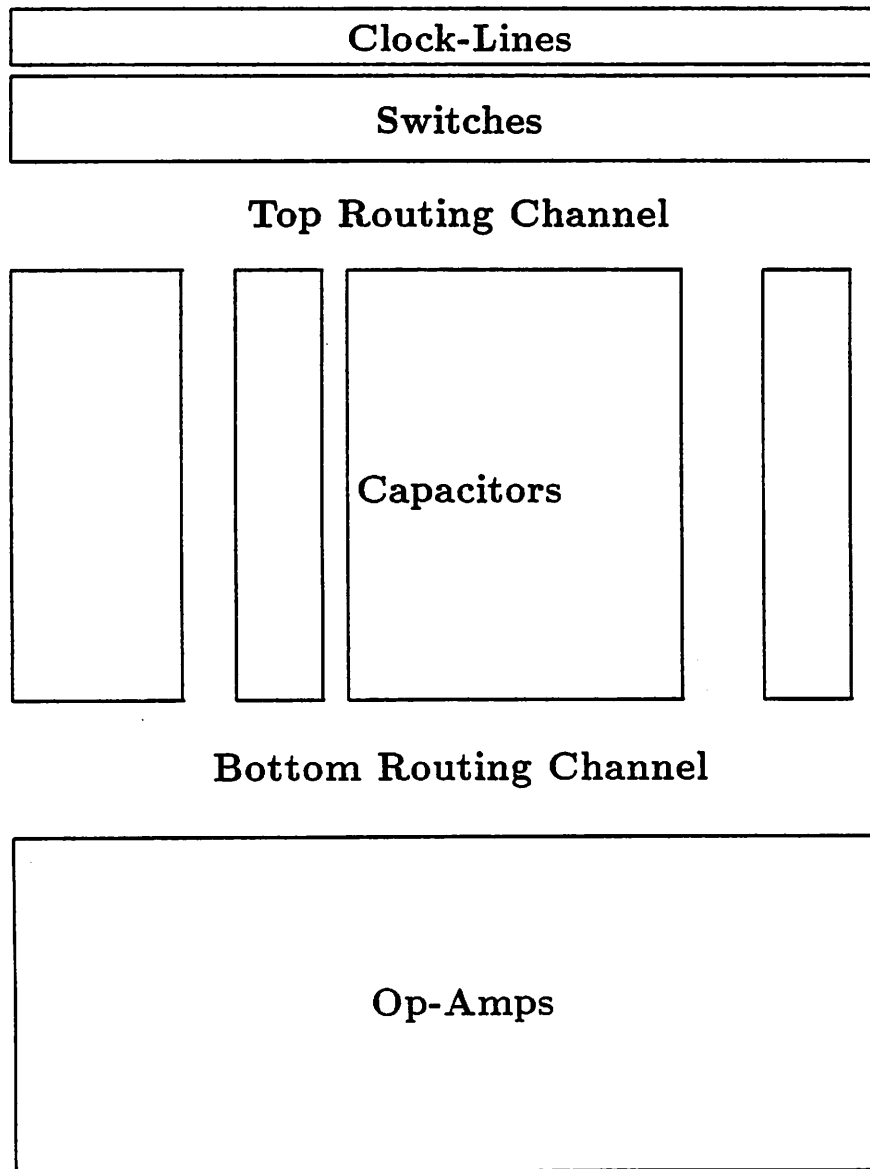 Clock-Lines
Switches
Top Routing Channel
Capacitors
Bottom Routing Channel
Op-Amps